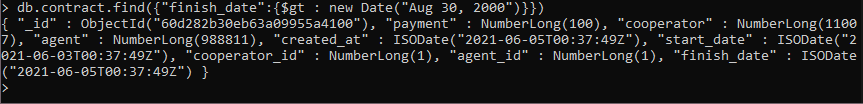 > db.contract.find({"finish_date":{$gt : new Date("Aug 30, 2000")}})
{ "_id" : ObjectId("60d282b30eb63a09955a4100"), "payment" : NumberLong(100), "cooperator" : NumberLong(1100
7), "agent" : NumberLong(988811), "created_at" : ISODate("2021-06-05T00:37:49Z"), "start_date" : ISODate("2
021-06-03T00:37:49Z"), "cooperator_id" : NumberLong(1), "agent_id" : NumberLong(1), "finish_date" : ISODate
("2021-06-05T00:37:49Z") }
>